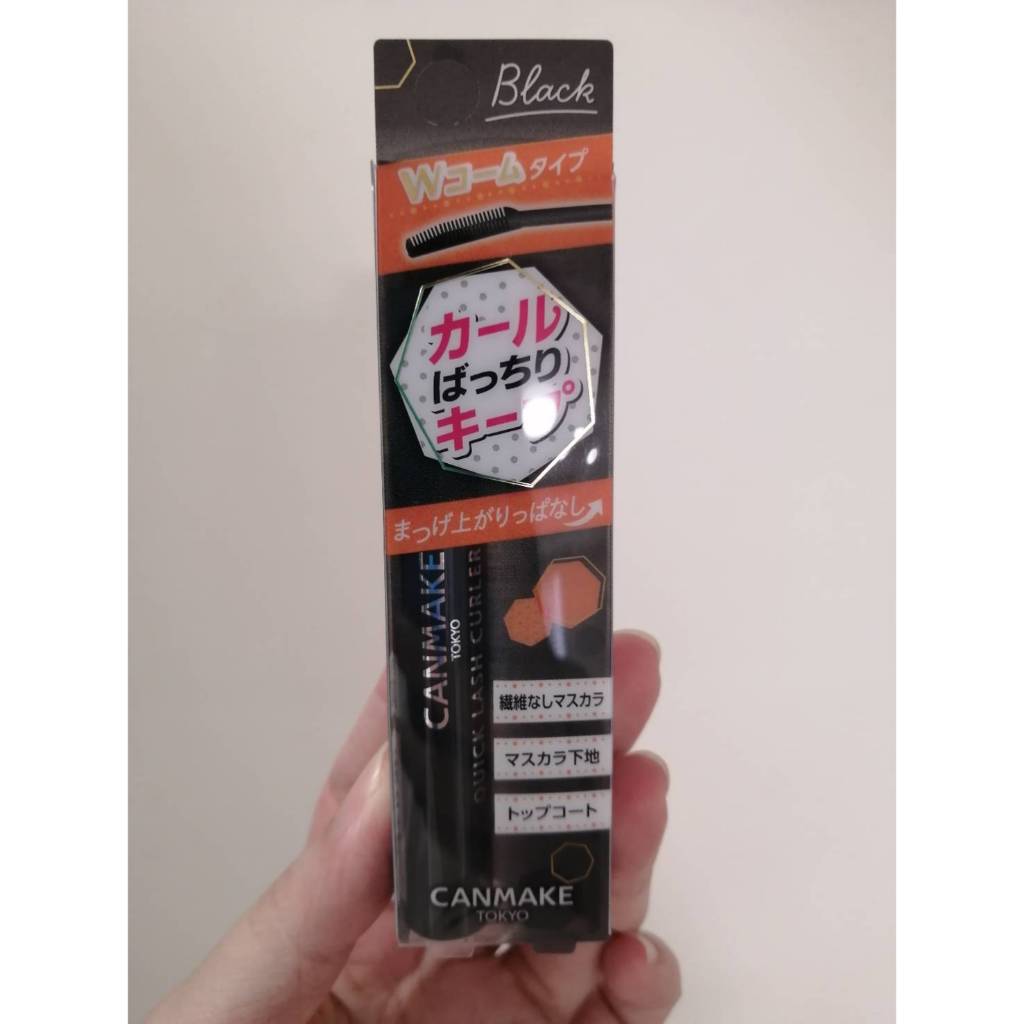 Black
Wコームタイプ
カール
ばっちり
キープ
まつげ上がりっぱなし
CANMAKE
TOKYO
QUICK LASH CURLER
繊維なしマスカラ
マスカラ下地
トップコート
CANMAKE
TOKYO